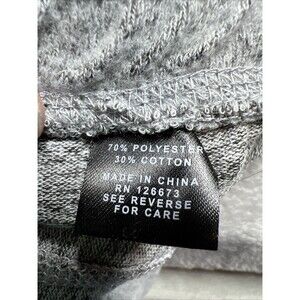 70% POLYESTER
30% COTTON
MADE IN CHINA
RN 126673
SEE REVERSE
FOR CARE